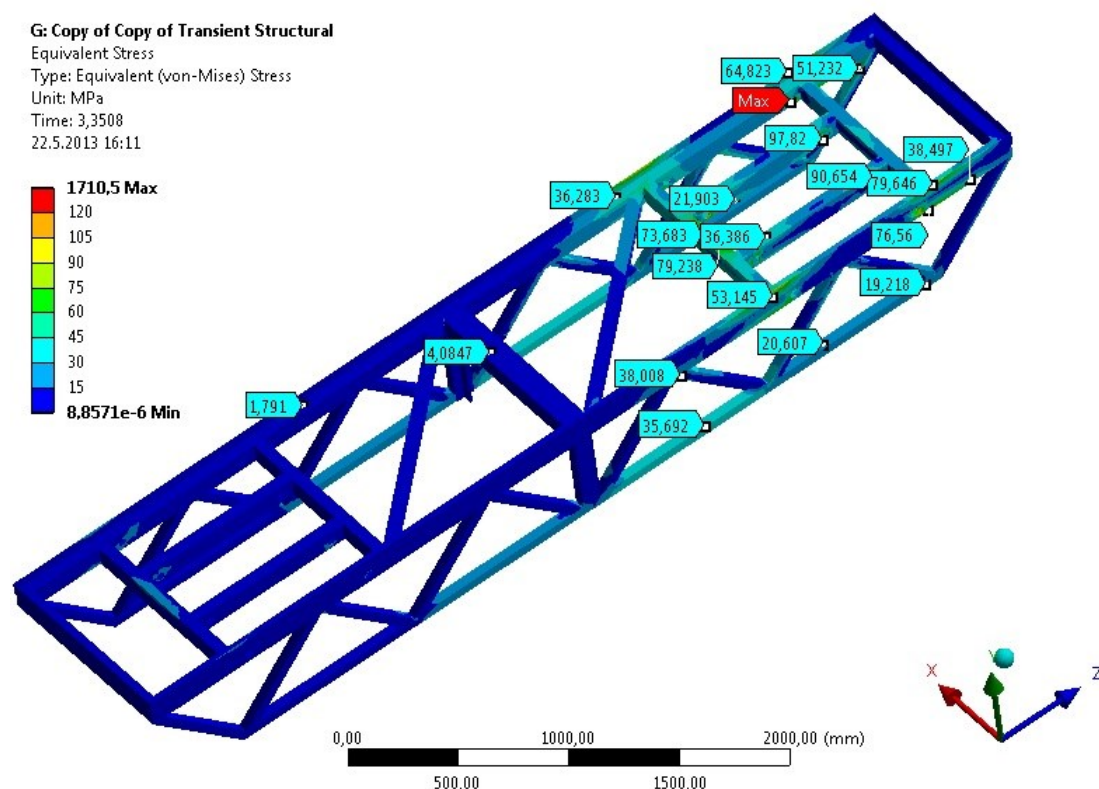 G: Copy of Copy of Transient Structural
Equivalent Stress
Type: Equivalent (von-Mises) Stress
Unit: MPa
Time: 3,3508
22.5.2013 16:11
1710,5 Max
120
105
90
75
60
45
30
15
8,8571e-6 Min
64,823
51,232
Max
97,82
38,497
90,654
79,646
36,283
21,903
73,683
36,386
76,56
79,238
19,218
53,145
20,607
4,0847
38,008
1,791
35,692
X
Z
0,00
1000,00
2000,00 (mm)
500.00
1500.00